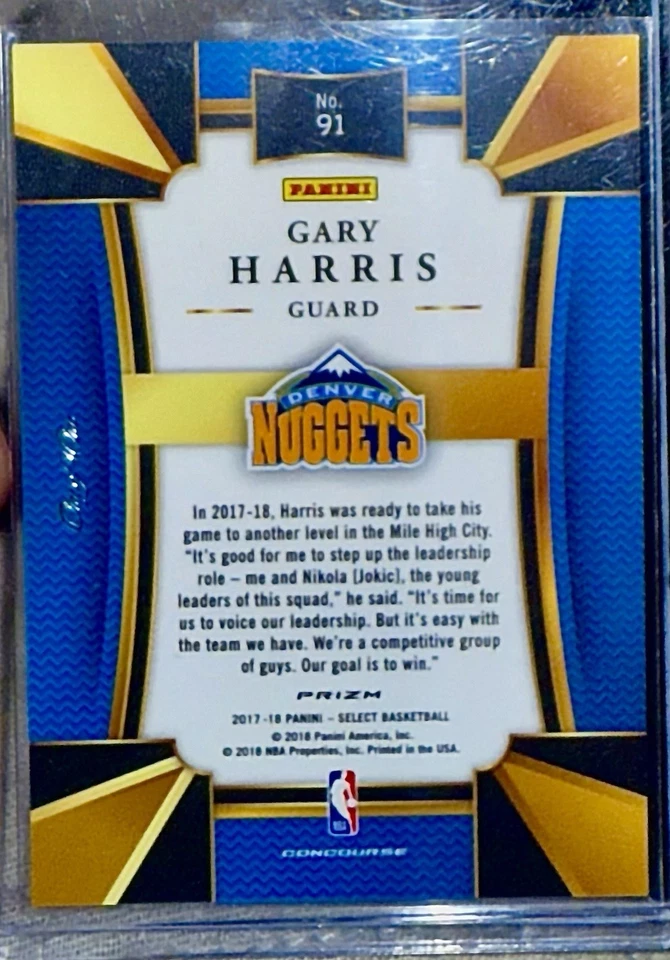 No.
91
PANINI
GARY
HARRIS
GUARD
DENVER
NUGGETS
In 2017-18, Harris was ready to take his
game to another level in the Mile High City.
"It's good for me to step up the leadership
role – me and Nikola [Jokic], the young
leaders of this squad," he said. "It's time for
us to voice our leadership. But it's easy with
the team we have. We're a competitive group
of guys. Our goal is to win."
PRIZM
2017-18 PANINI – SELECT BASKETBALL
© 2018 Panini America, Inc.
© 2018 NBA Properties, Inc. Printed in the USA.
NBA
CONCOURSE